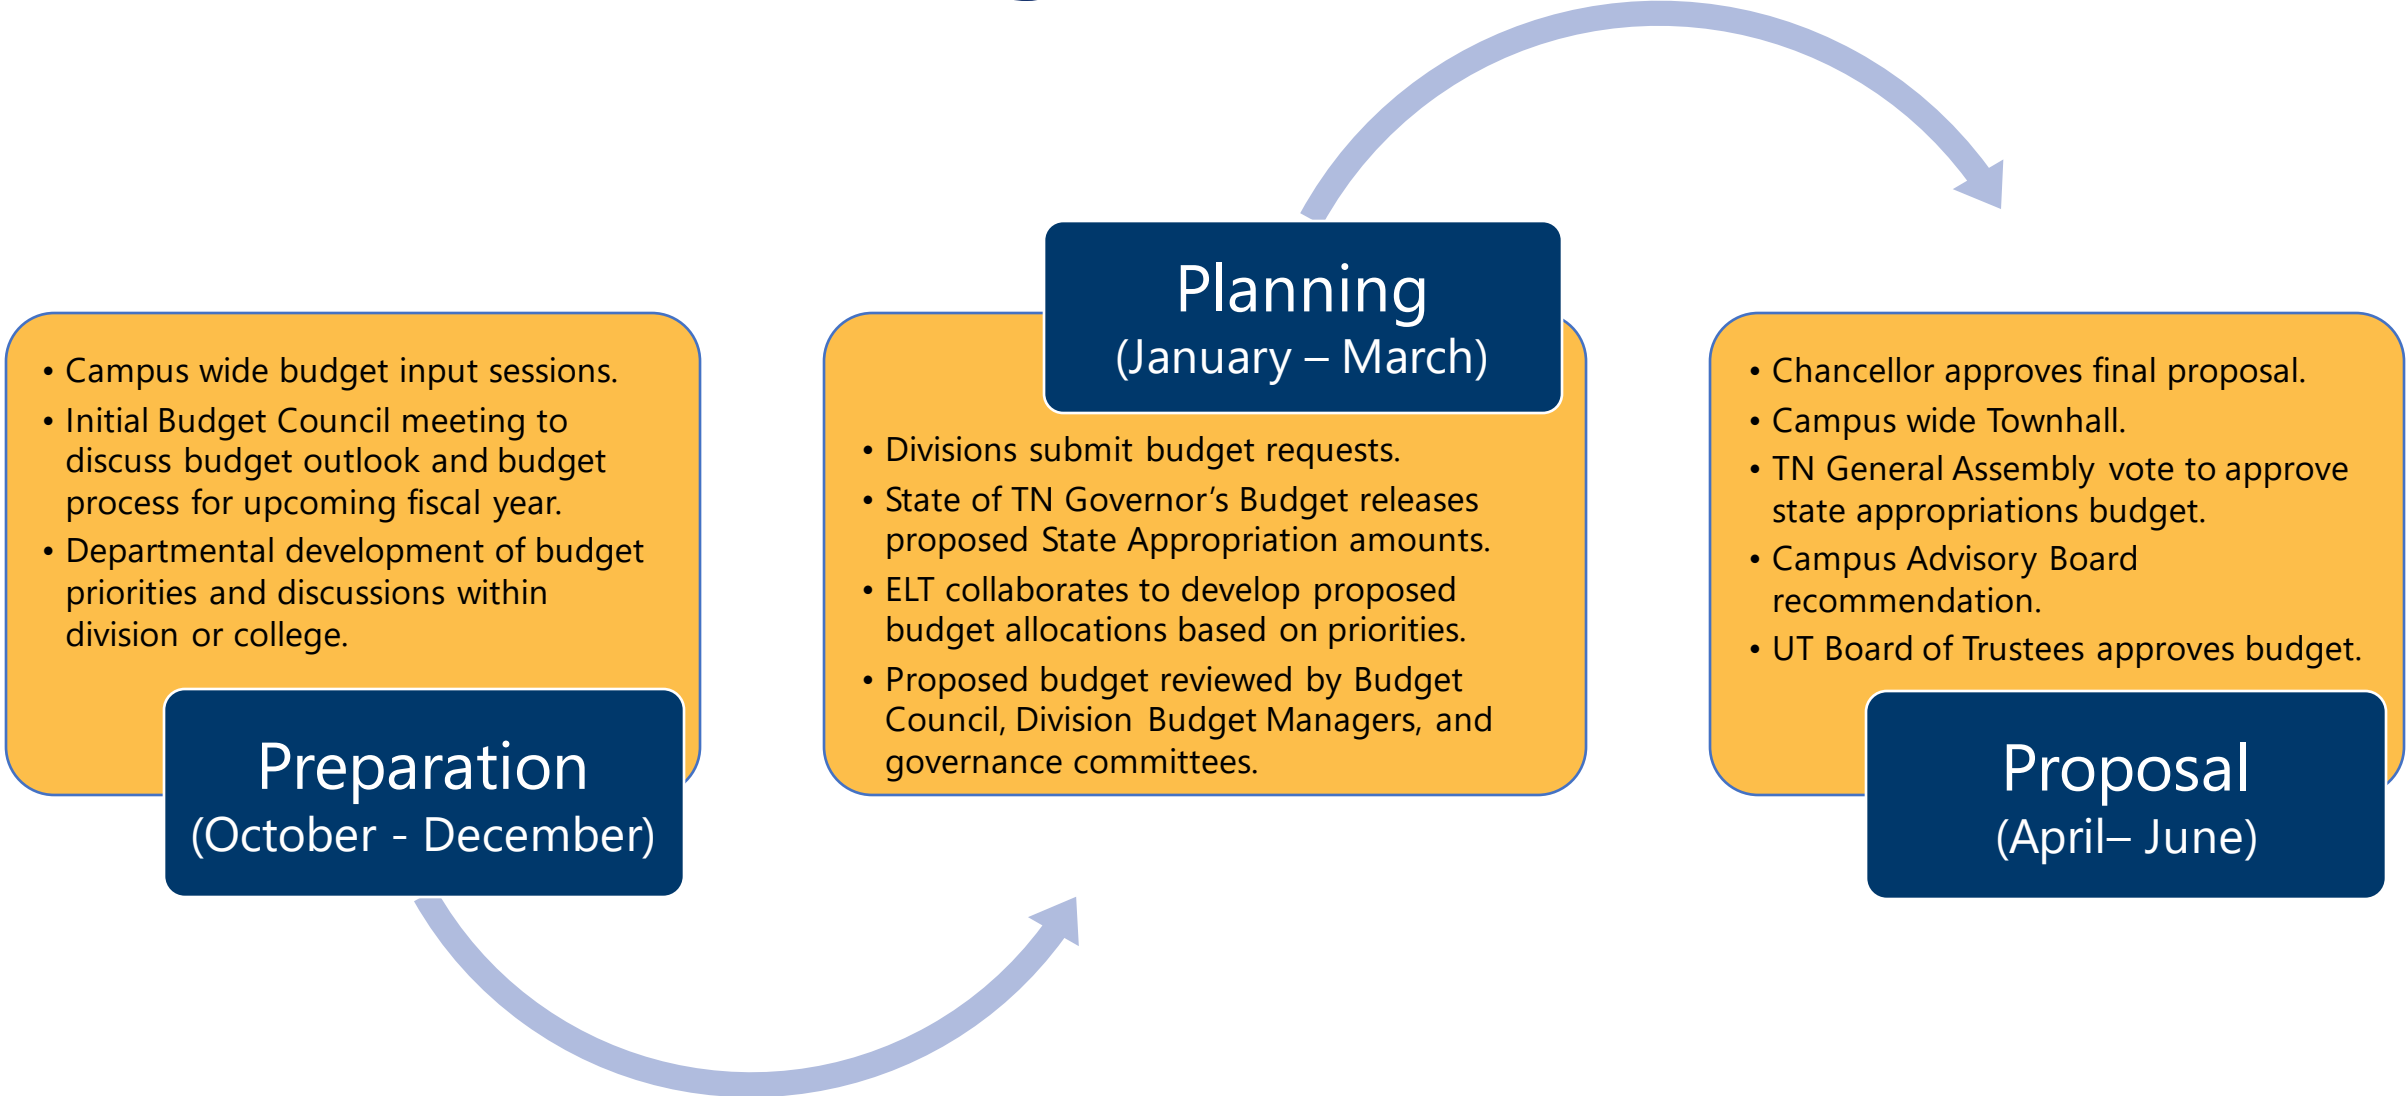 • Campus wide budget input sessions.
• Initial Budget Council meeting to
discuss budget outlook and budget
process for upcoming fiscal year.
• Departmental development of budget
priorities and discussions within
division or college.
Preparation
(October - December)
Planning
(January – March)
• Divisions submit budget requests.
• State of TN Governor’s Budget releases
proposed State Appropriation amounts.
• ELT collaborates to develop proposed
budget allocations based on priorities.
• Proposed budget reviewed by Budget
Council, Division Budget Managers, and
governance committees.
• Chancellor approves final proposal.
• Campus wide Townhall.
• TN General Assembly vote to approve
state appropriations budget.
• Campus Advisory Board
recommendation.
• UT Board of Trustees approves budget.
Proposal
(April– June)